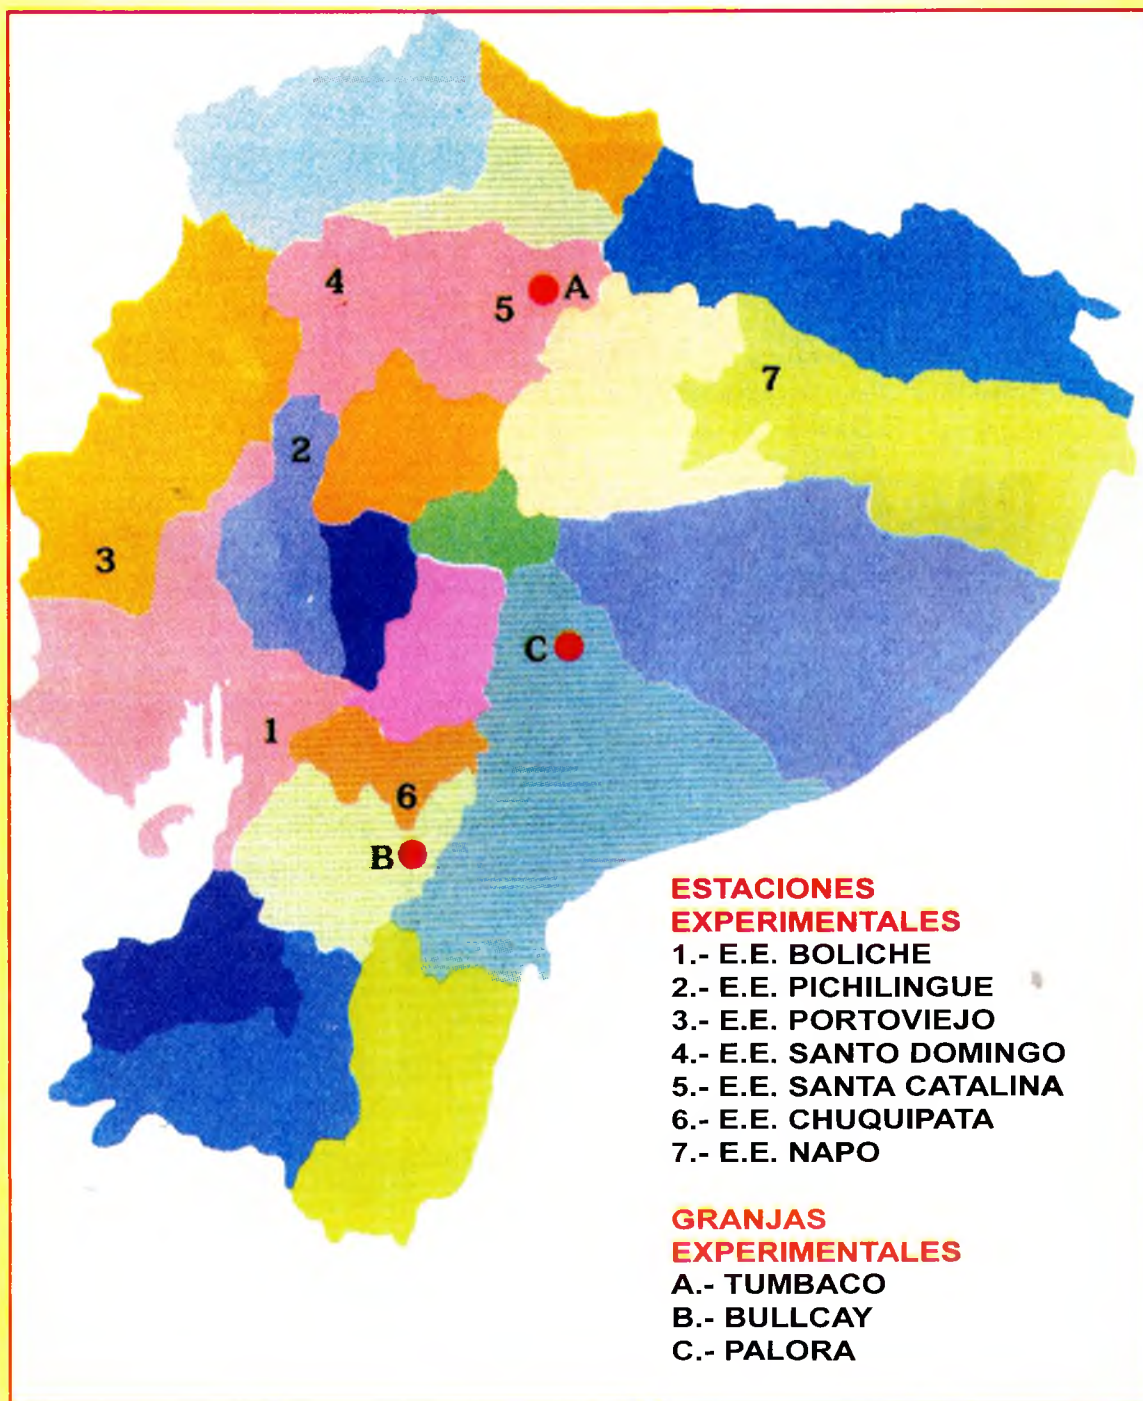 4
5
A
7
2
3
C
1
6
B
ESTACIONES
EXPERIMENTALES
1.- E.E. BOLICHE
2.- E.E. PICHILINGUE
3.- E.E. PORTOVIEJO
4.- E.E. SANTO DOMINGO
5.- E.E. SANTA CATALINA
6.- E.E. CHUQUIPATA
7.- E.E. NAPO
GRANJAS
EXPERIMENTALES
A.- TUMBACO
B.- BULLCAY
C.- PALORA